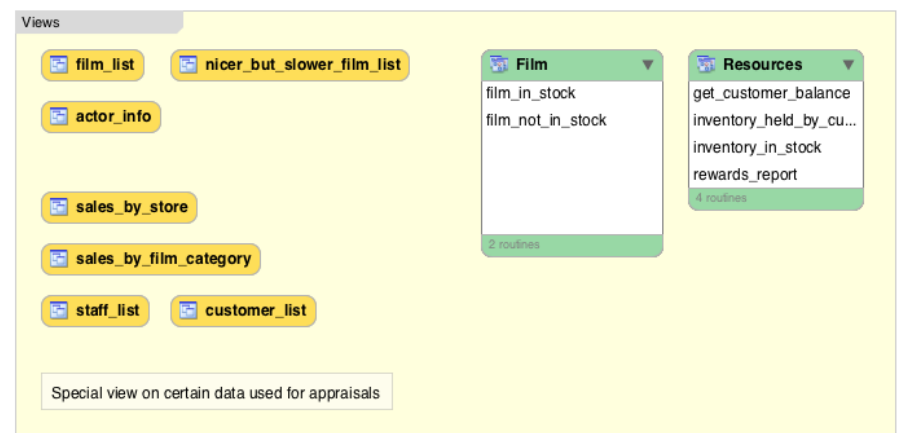 Views
film_list
nicer_but_slower_film_list
actor_info
sales_by_store
sales_by_film_category
staff_list
customer_list
Special view on certain data used for appraisals
Film
film_in_stock
film_not_in_stock
2 routines
Resources
get_customer_balance
inventory_held_by_cu...
inventory_in_stock
rewards_report
4 routines